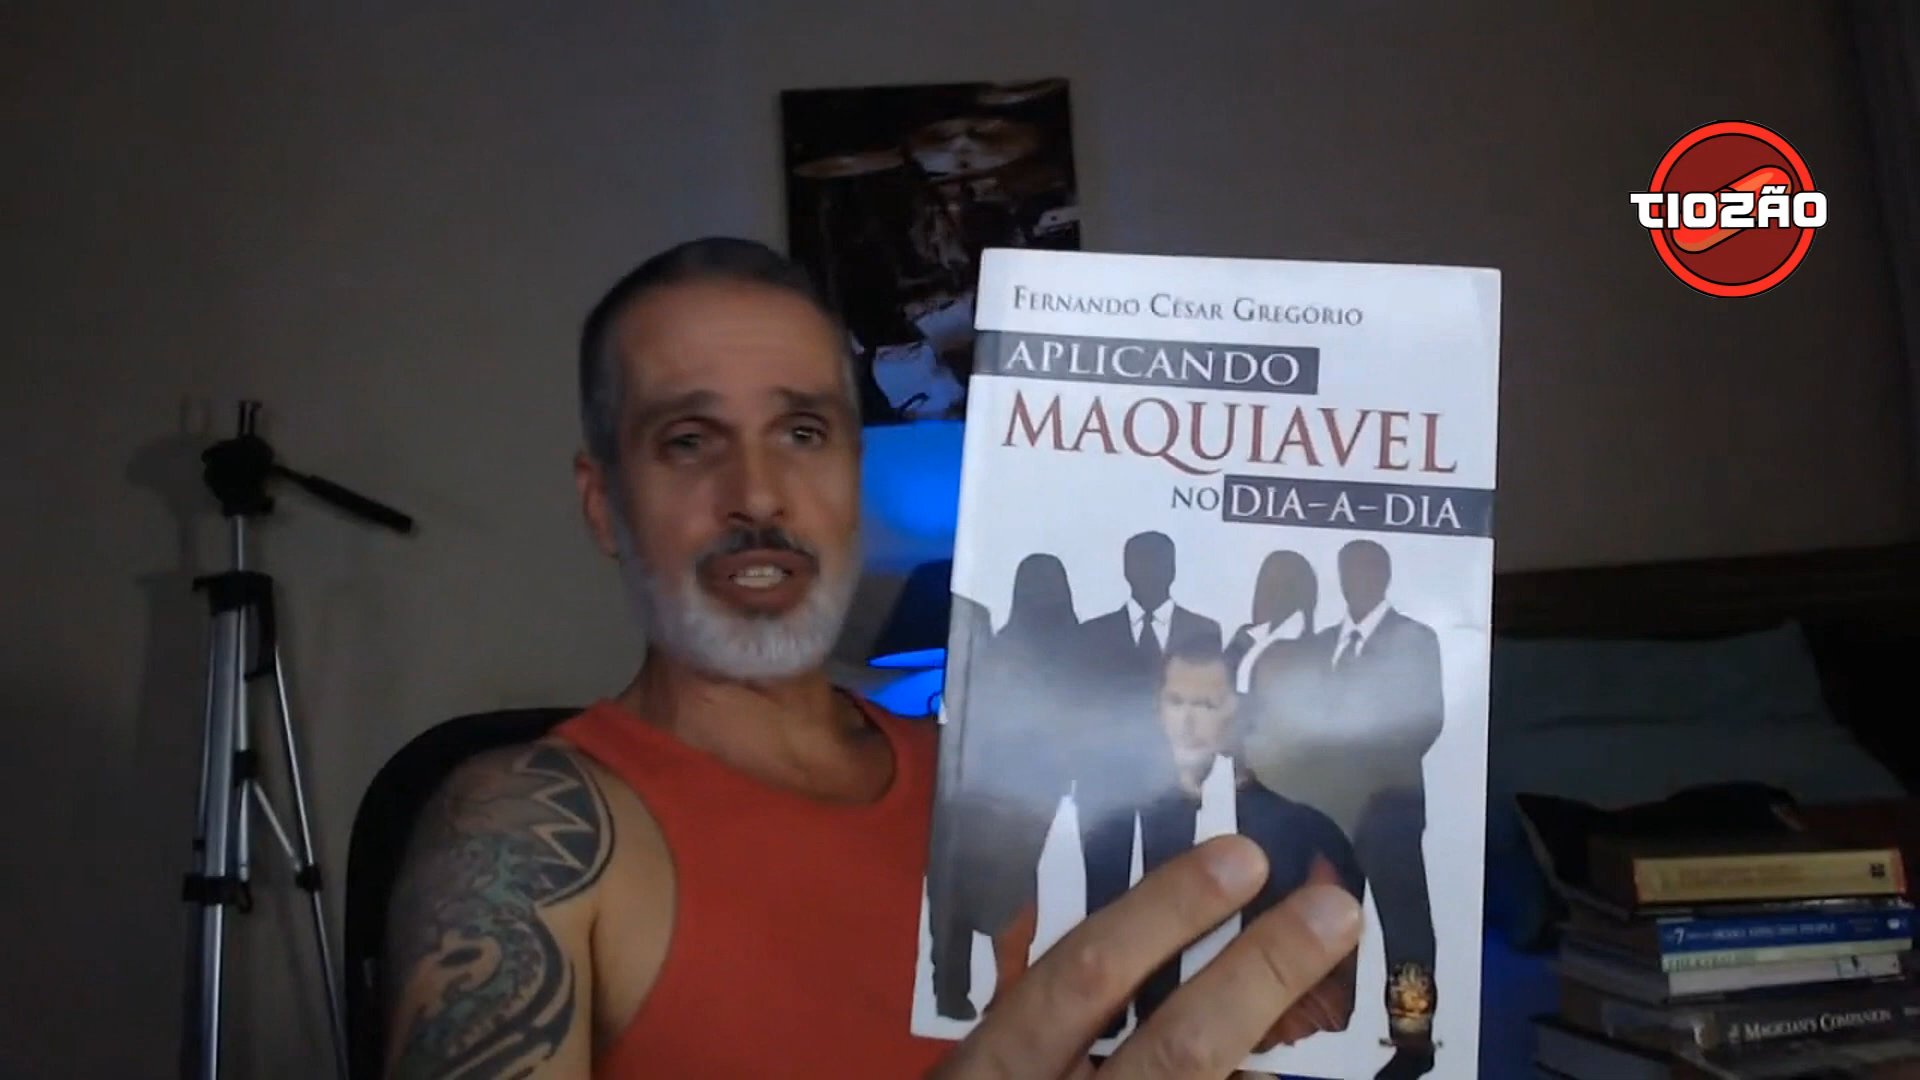 TIOZÃO
FERNANDO CÉSAR GREGÓRIO
APLICANDO
MAQUIAVEL
NO DIA-A-DIA
MAGICIAN'S COMPANION